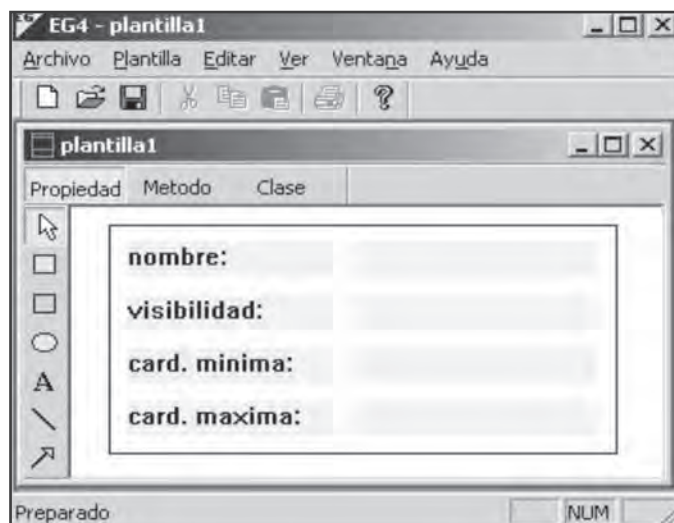 EG4 - plantilla1
Archivo Plantilla Editar Ver Ventana Ayuda
plantilla1
Propiedad Metodo Clase
nombre:
visibilidad:
card. minima:
card. maxima:
A
Preparado NUM